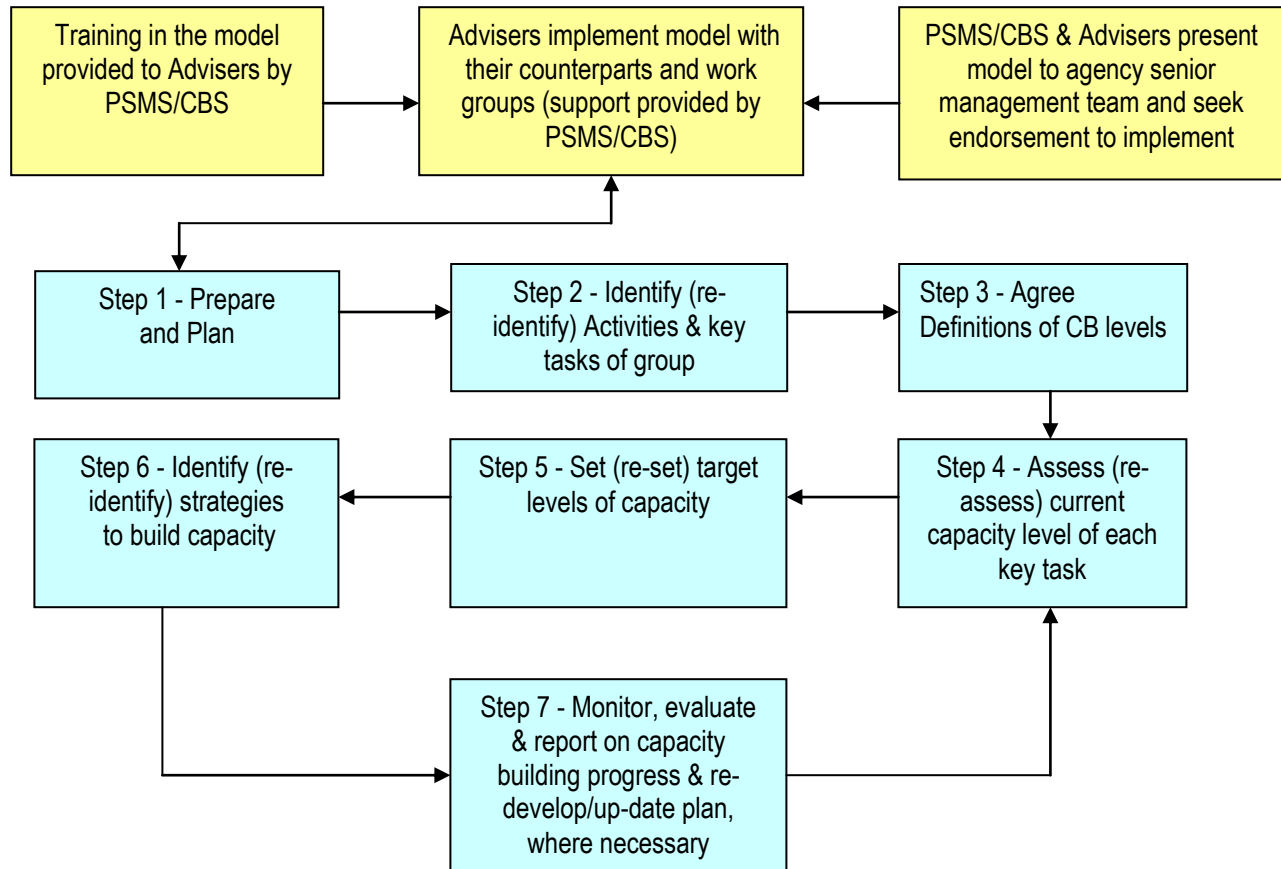 Training in the model
provided to Advisers by
PSMS/CBS
Advisers implement model with
their counterparts and work
groups (support provided by
PSMS/CBS)
PSMS/CBS & Advisers present
model to agency senior
management team and seek
endorsement to implement
Step 1 - Prepare
and Plan
Step 2 - Identify (re-
identify) Activities & key
tasks of group
Step 3 - Agree
Definitions of CB levels
Step 6 - Identify (re-
identify) strategies
to build capacity
Step 5 - Set (re-set) target
levels of capacity
Step 4 - Assess (re-
assess) current
capacity level of each
key task
Step 7 - Monitor, evaluate
& report on capacity
building progress & re-
develop/up-date plan,
where necessary